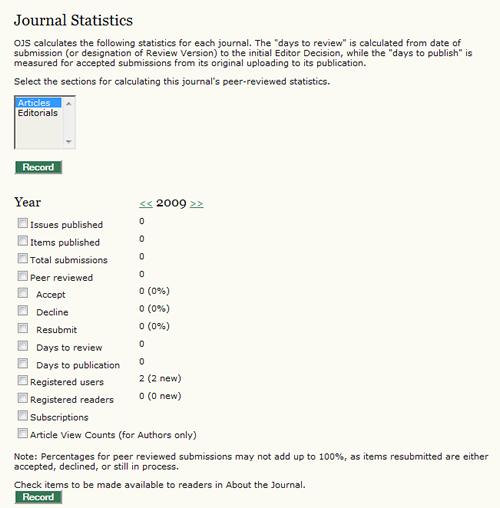 Journal Statistics
OJS calculates the following statistics for each journal. The "days to review" is calculated from date of
submission (or designation of Review Version) to the initial Editor Decision, while the "days to publish" is
measured for accepted submissions from its original uploading to its publication.
Select the sections for calculating this journal's peer-reviewed statistics.
Articles
Editorials
Record
Year << 2009 >>
Issues published 0
Items published 0
Total submissions 0
Peer reviewed 0
Accept 0 (0%)
Decline 0 (0%)
Resubmit 0 (0%)
Days to review 0
Days to publication 0
Registered users 2 (2 new)
Registered readers 0 (0 new)
Subscriptions
Article View Counts (for Authors only)
Note: Percentages for peer reviewed submissions may not add up to 100%, as items resubmitted are either
accepted, declined, or still in process.
Check items to be made available to readers in About the Journal.
Record